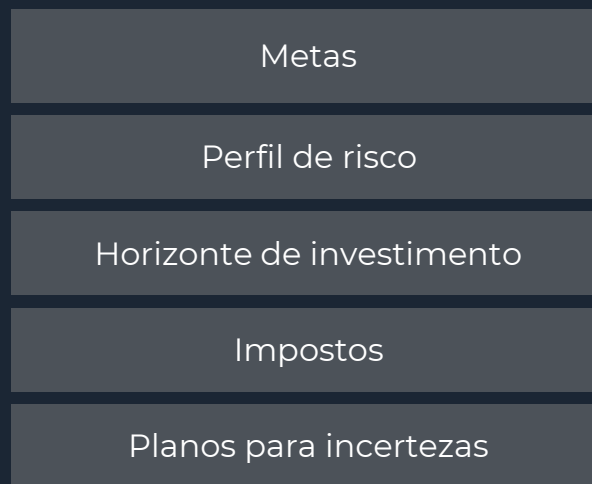 Metas
Perfil de risco
Horizonte de investimento
Impostos
Planos para incertezas